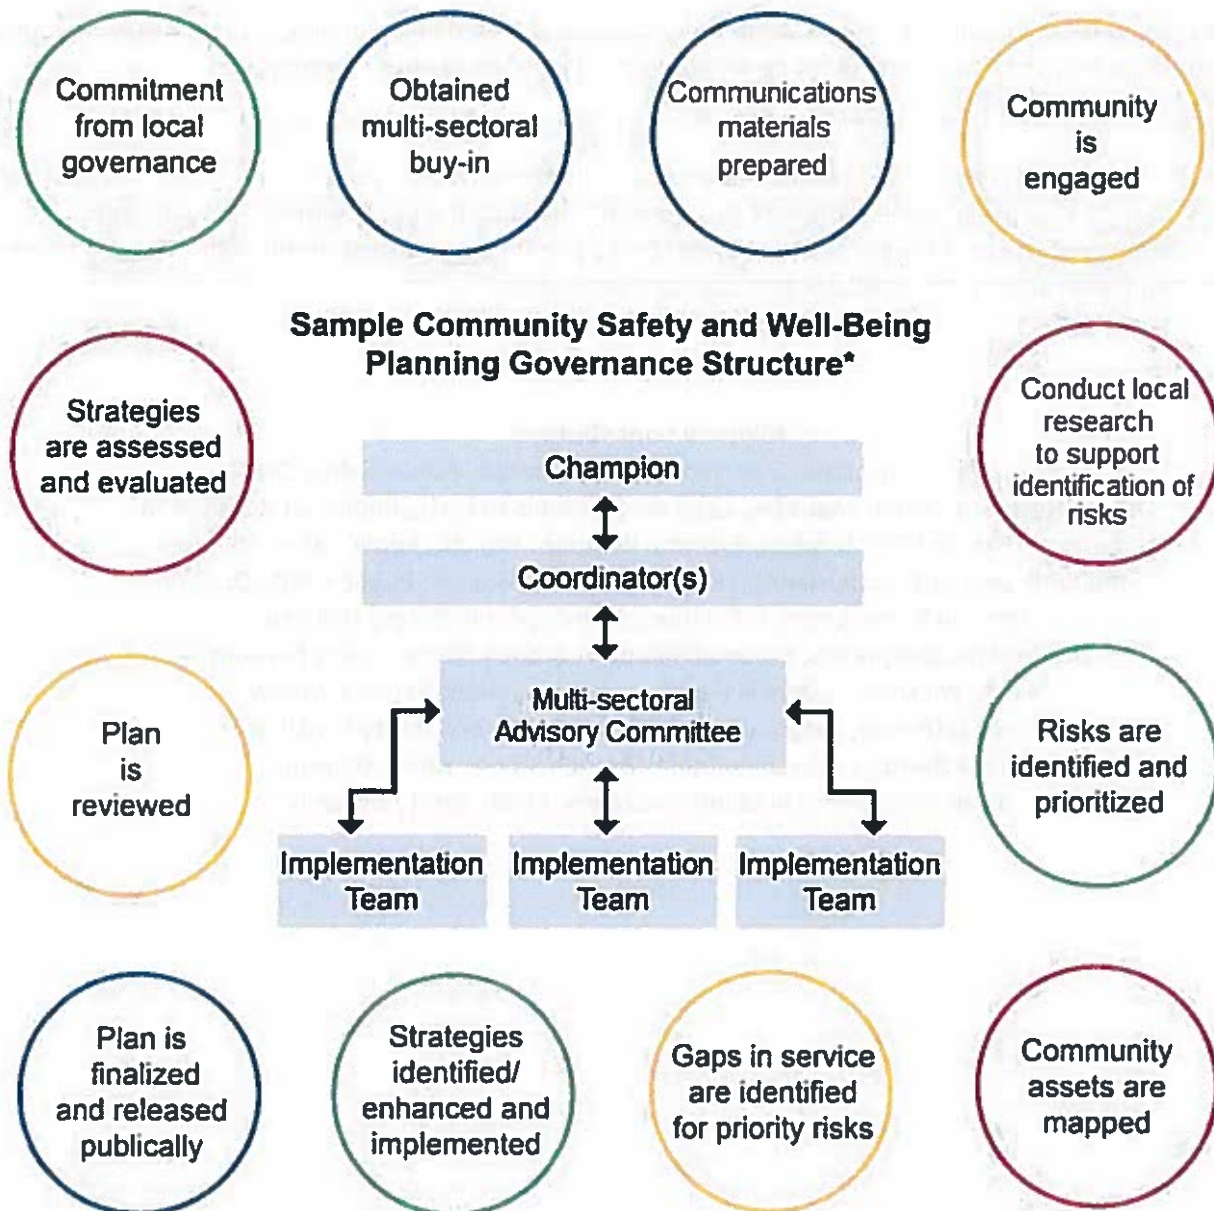 Commitment
from local
governance
Obtained
multi-sectoral
buy-in
Communications
materials
prepared
Community
is
engaged
Sample Community Safety and Well-Being
Planning Governance Structure*
Strategies
are assessed
and evaluated
Conduct local
research
to support
identification of
risks
Champion
Coordinator(s)
Multi-sectoral
Advisory Committee
Plan
is
reviewed
Risks are
identified and
prioritized
Implementation
Team
Implementation
Team
Implementation
Team
Plan is
finalized
and released
publically
Strategies
identified/
enhanced and
implemented
Gaps in service
are identified
for priority risks
Community
assets are
mapped